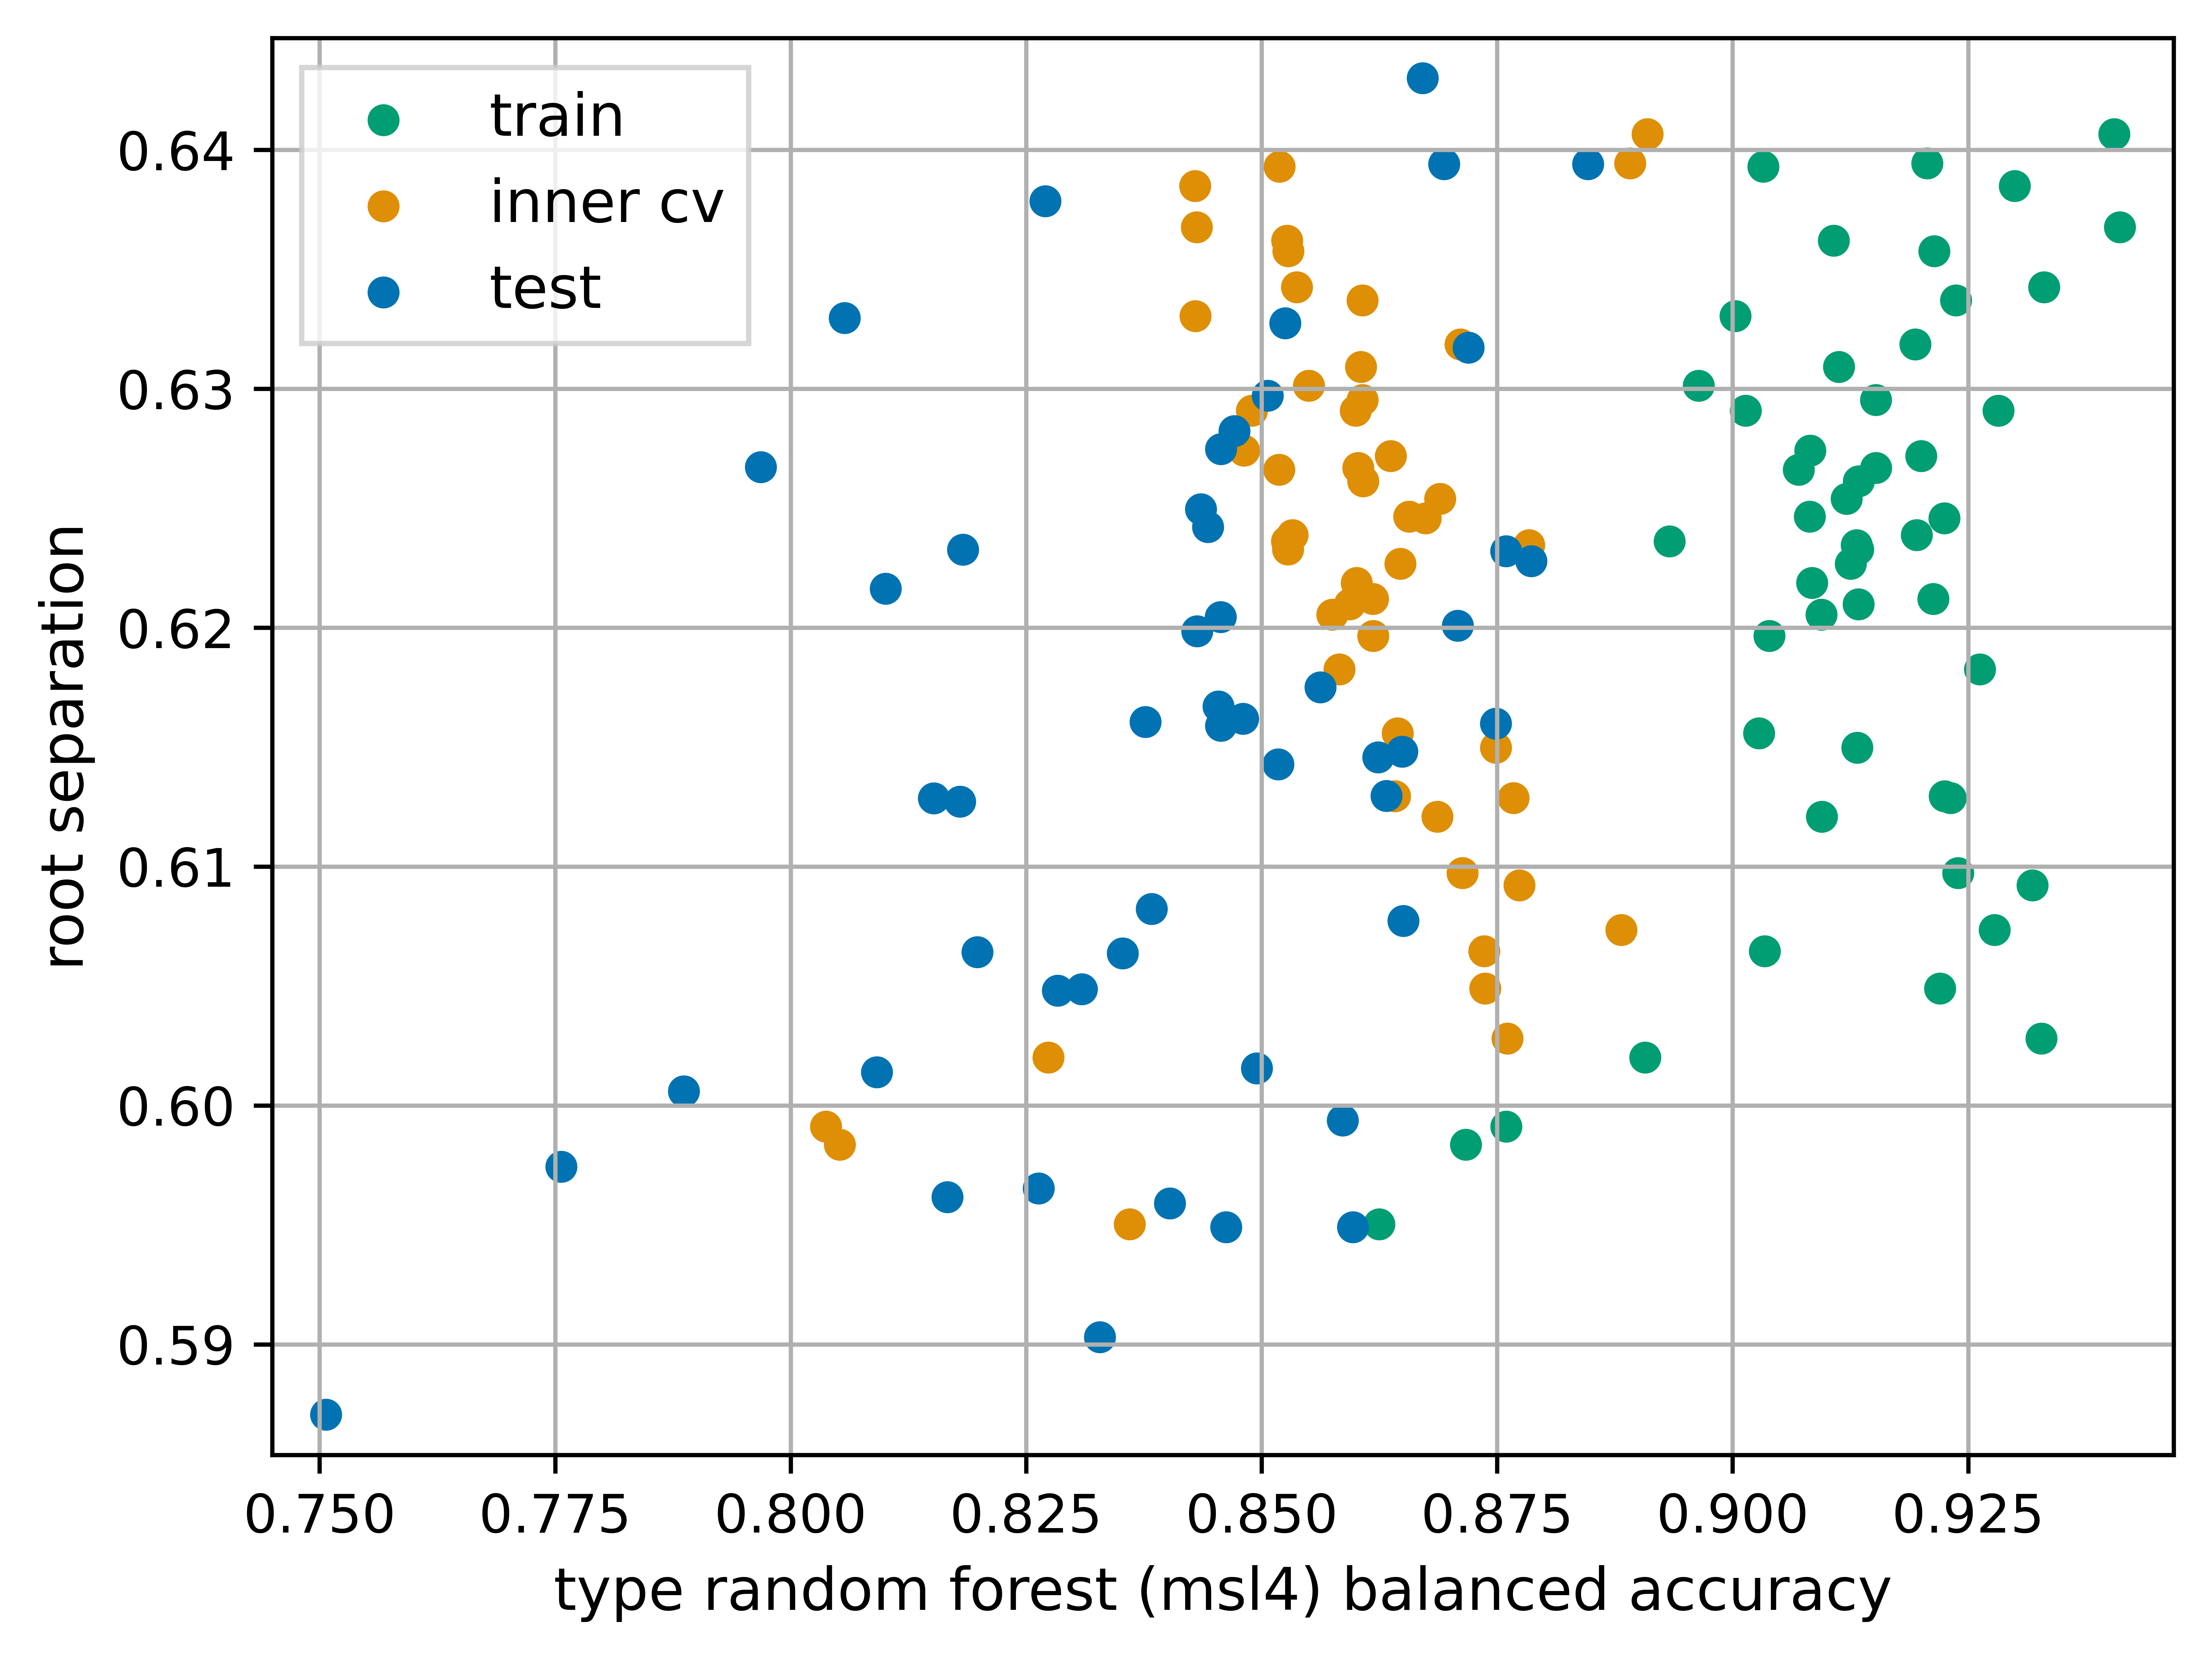 train
inner cv
test
0.64
0.63
0.62
0.61
0.60
0.59
root separation
0.750 0.775 0.800 0.825 0.850 0.875 0.900 0.925
type random forest (msl4) balanced accuracy